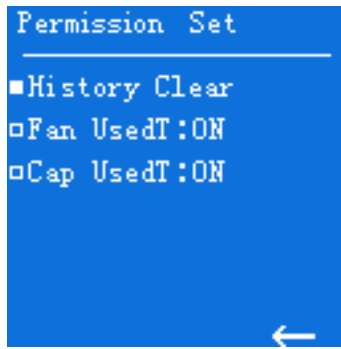 Permission Set
■History Clear
□Fan UsedT:ON
□Cap UsedT:ON
←